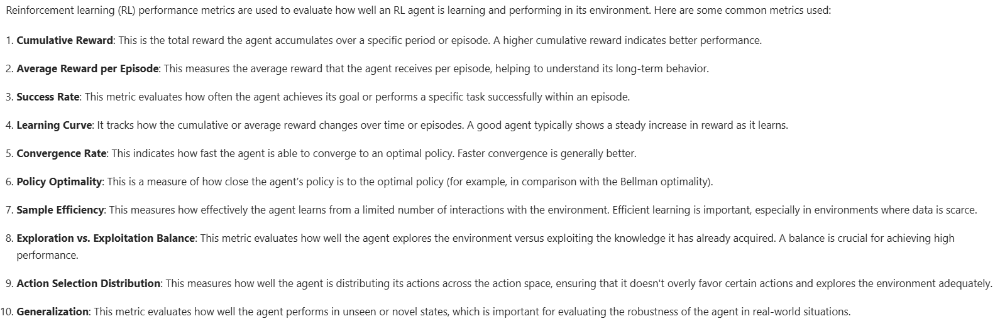 Reinforcement learning (RL) performance metrics are used to evaluate how well an RL agent is learning and performing in its environment. Here are some common metrics used:
1. Cumulative Reward: This is the total reward the agent accumulates over a specific period or episode. A higher cumulative reward indicates better performance.
2. Average Reward per Episode: This measures the average reward that the agent receives per episode, helping to understand its long-term behavior.
3. Success Rate: This metric evaluates how often the agent achieves its goal or performs a specific task successfully within an episode.
4. Learning Curve: It tracks how the cumulative or average reward changes over time or episodes. A good agent typically shows a steady increase in reward as it learns.
5. Convergence Rate: This indicates how fast the agent is able to converge to an optimal policy. Faster convergence is generally better.
6. Policy Optimality: This is a measure of how close the agent’s policy is to the optimal policy (for example, in comparison with the Bellman optimality).
7. Sample Efficiency: This measures how effectively the agent learns from a limited number of interactions with the environment. Efficient learning is important, especially in environments where data is scarce.
8. Exploration vs. Exploitation Balance: This metric evaluates how well the agent explores the environment versus exploiting the knowledge it has already acquired. A balance is crucial for achieving high
performance.
9. Action Selection Distribution: This measures how well the agent is distributing its actions across the action space, ensuring that it doesn't overly favor certain actions and explores the environment adequately.
10. Generalization: This metric evaluates how well the agent performs in unseen or novel states, which is important for evaluating the robustness of the agent in real-world situations.